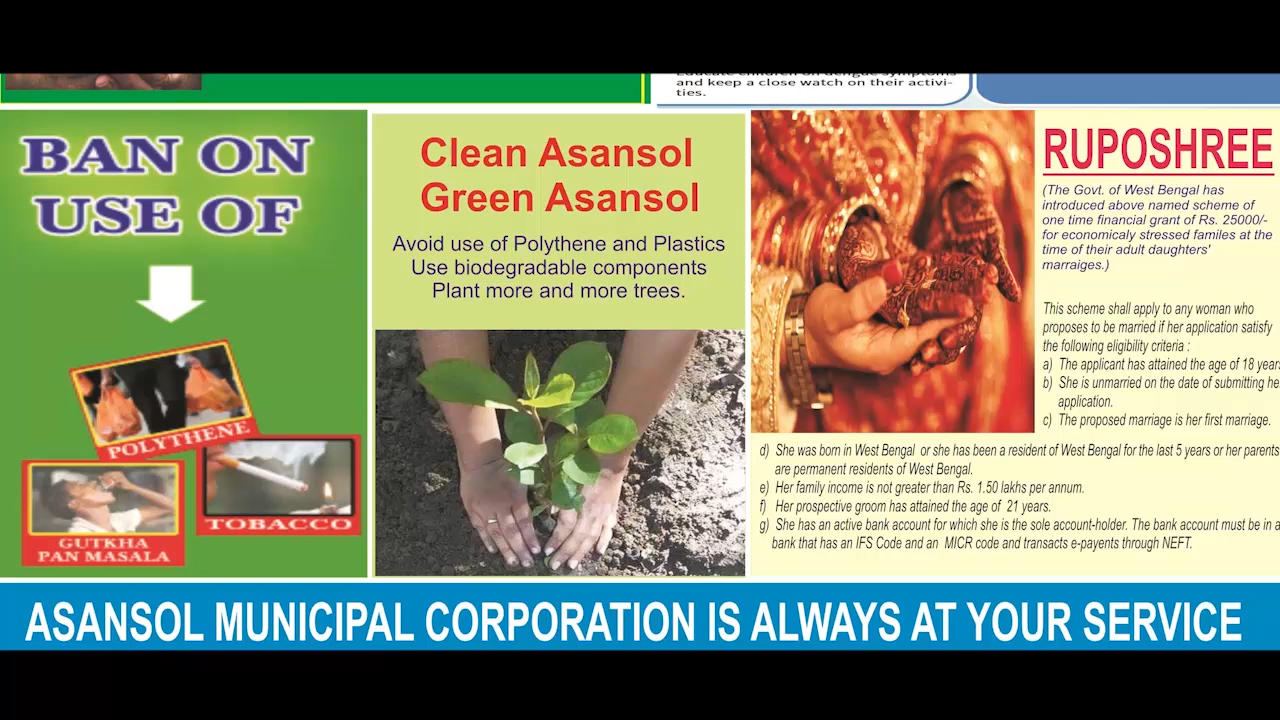 and keep a close watch on their activi-
ties.
BAN ON
USE OF
POLYTHENE
TOBACCO
GUTKHA
PAN MASALA
Clean Asansol
Green Asansol
Avoid use of Polythene and Plastics
Use biodegradable components
Plant more and more trees.
RUPOSHREE
(The Govt. of West Bengal has
introduced above named scheme of
one time financial grant of Rs. 25000/-
for economicaly stressed familes at the
time of their adult daughters'
marraiges.)
This scheme shall apply to any woman who
proposes to be married if her application satisfy
the following eligibility criteria :
a) The applicant has attained the age of 18 years
b) She is unmarried on the date of submitting he
application.
c) The proposed marriage is her first marriage.
d) She was born in West Bengal or she has been a resident of West Bengal for the last 5 years or her parents
are permanent residents of West Bengal.
e) Her family income is not greater than Rs. 1.50 lakhs per annum.
f) Her prospective groom has attained the age of 21 years.
g) She has an active bank account for which she is the sole account-holder. The bank account must be in a
bank that has an IFS Code and an MICR code and transacts e-payents through NEFT.
ASANSOL MUNICIPAL CORPORATION IS ALWAYS AT YOUR SERVICE